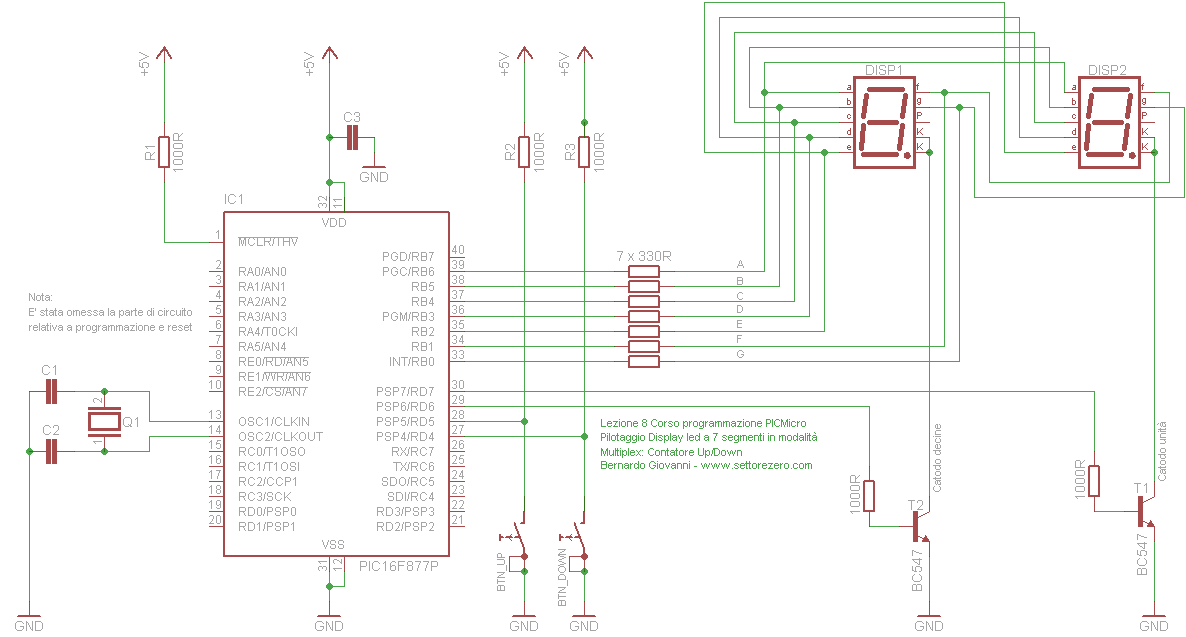 +5V
+5V
+5V
+5V
DISP1
DISP2
a
b
c
d
e
f
g
P
K
K
a
b
c
d
e
f
g
P
K
K
C3
GND
R1
1000R
R2
1000R
R3
1000R
IC1
32
11
VDD
1 MCLR/THV
2 RA0/AN0
3 RA1/AN1
4 RA2/AN2
5 RA3/AN3
6 RA4/T0CKI
7 RA5/AN4
8 RE0/RD/AN5
9 RE1/WR/AN6
10 RE2/CS/AN7
13 OSC1/CLKIN
14 OSC2/CLKOUT
15 RC0/T1OSO
16 RC1/T1OSI
17 RC2/CCP1
18 RC3/SCK
19 RD0/PSP0
20 RD1/PSP1
PGD/RB7 40
PGC/RB6 39
RB5 38
RB4 37
PGM/RB3 36
RB2 35
RB1 34
INT/RB0 33
PSP7/RD7 30
PSP6/RD6 29
PSP5/RD5 28
PSP4/RD4 27
RX/RC7 26
TX/RC6 25
SDO/RC5 24
SDI/RC4 23
RD3/PSP3 22
RD2/PSP2 21
VSS
31
12
PIC16F877P
7 x 330R
A
B
C
D
E
F
G
Nota:
E' stata omessa la parte di circuito
relativa a programmazione e reset
C1
C2
2
1
Q1
Lezione 8 Corso programmazione PICMicro
Pilotaggio Display led a 7 segmenti in modalità
Multiplex: Contatore Up/Down
Bernardo Giovanni - www.settorezero.com
Catodo decine
Catodo unità
1000R
T2
BC547
1000R
T1
BC547
BTN_UP
BTN_DOWN
GND
GND
GND
GND
GND
GND